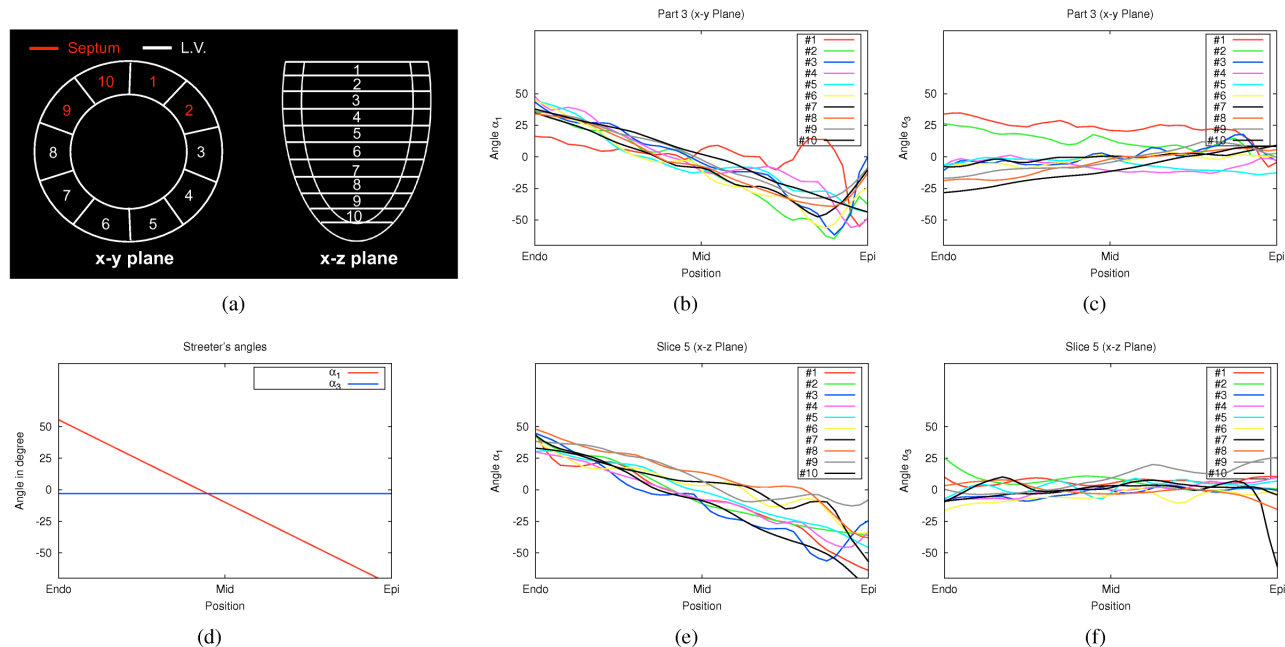 Septum
L.V.
10
1
9
2
8
3
7
4
6
5
x-y plane
1
2
3
4
5
6
7
8
9
10
x-z plane
(a)
Part 3 (x-y Plane)
#1
#2
#3
#4
#5
#6
#7
#8
#9
#10
50
25
0
-25
-50
Angle α1
Endo
Mid
Epi
Position
(b)
Part 3 (x-y Plane)
#1
#2
#3
#4
#5
#6
#7
#8
#9
#10
50
25
0
-25
-50
Angle α3
Endo
Mid
Epi
Position
(c)
Streeter's angles
α1
α3
50
25
0
-25
-50
Angle in degree
Endo
Mid
Epi
Position
(d)
Slice 5 (x-z Plane)
#1
#2
#3
#4
#5
#6
#7
#8
#9
#10
50
25
0
-25
-50
Angle α1
Endo
Mid
Epi
Position
(e)
Slice 5 (x-z Plane)
#1
#2
#3
#4
#5
#6
#7
#8
#9
#10
50
25
0
-25
-50
Angle α3
Endo
Mid
Epi
Position
(f)